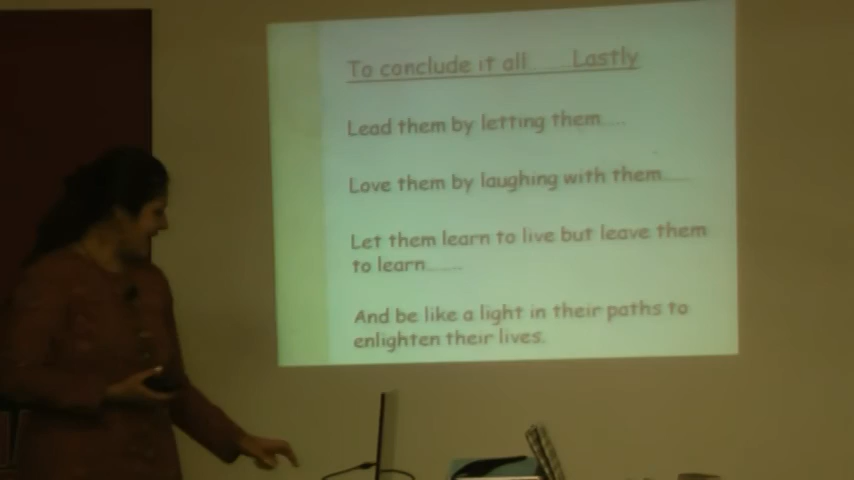 To conclude it all......Lastly
Lead them by letting them.....
Love them by laughing with them......
Let them learn to live but leave them
to learn........
And be like a light in their paths to
enlighten their lives.